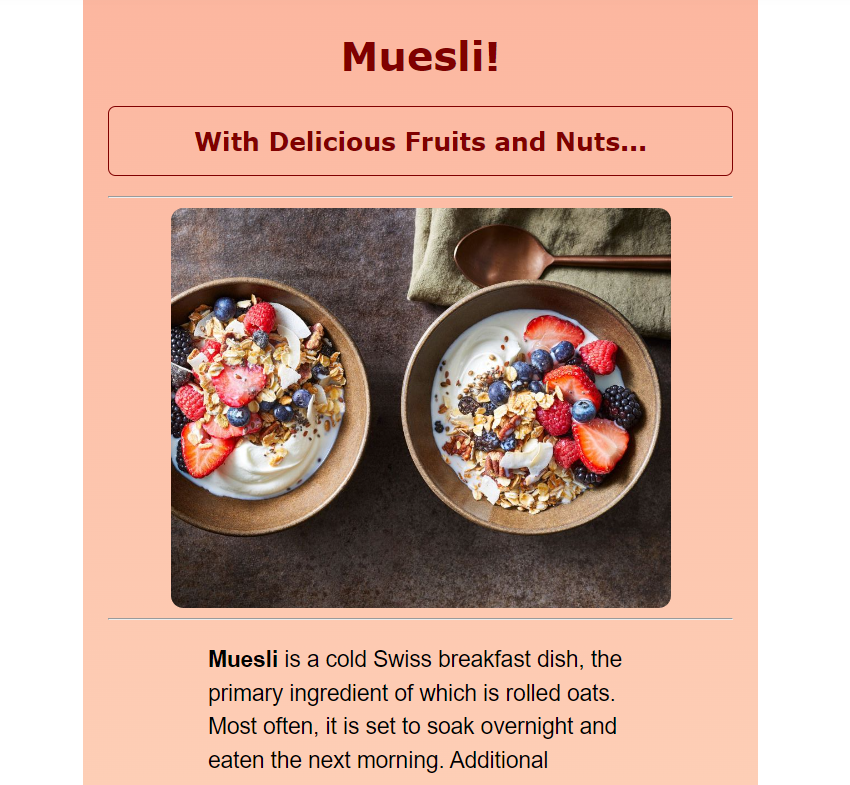 Muesli!
With Delicious Fruits and Nuts...
Muesli is a cold Swiss breakfast dish, the
primary ingredient of which is rolled oats.
Most often, it is set to soak overnight and
eaten the next morning. Additional